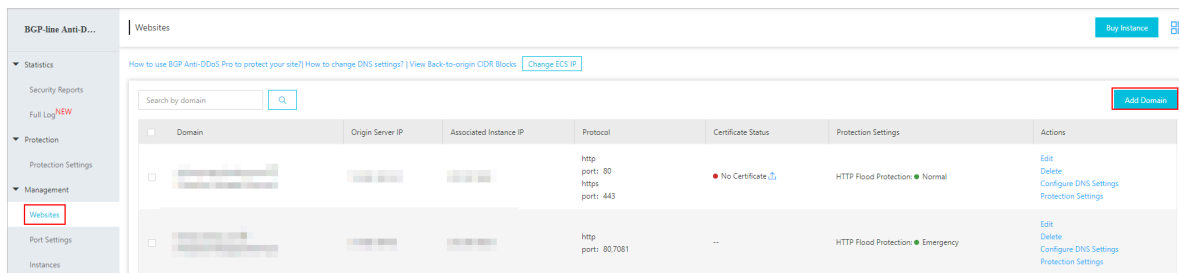 BGP-line Anti-D...
Websites
Buy Instance
Statistics
How to use BGP Anti-DDoS Pro to protect your site?| How to change DNS settings? | View Back-to-origin CIDR Blocks Change ECS IP
Security Reports
Search by domain
Add Domain
Full Log NEW
Domain Origin Server IP Associated Instance IP Protocol Certificate Status Protection Settings Actions
Protection
Protection Settings
Management
Websites
Port Settings
Instances
http
port: 80
https
port: 443
No Certificate
HTTP Flood Protection: Normal
Edit
Delete
Configure DNS Settings
Protection Settings
http
port: 80,7081
--
HTTP Flood Protection: Emergency
Edit
Delete
Configure DNS Settings
Protection Settings